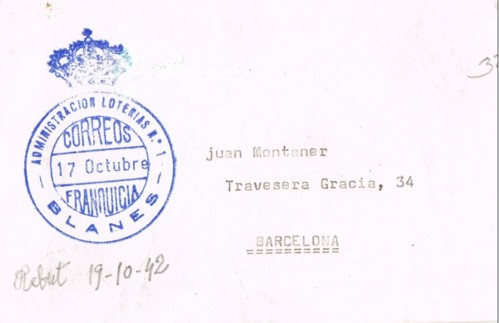 ADMINISTRACION LOTERIAS N.º 1
CORREOS
17 Octubre
FRANQUICIA
— BLANES —
juan Montaner
Travesera Gracia, 34
BARCELONA
==========
Rebut 19-10-42